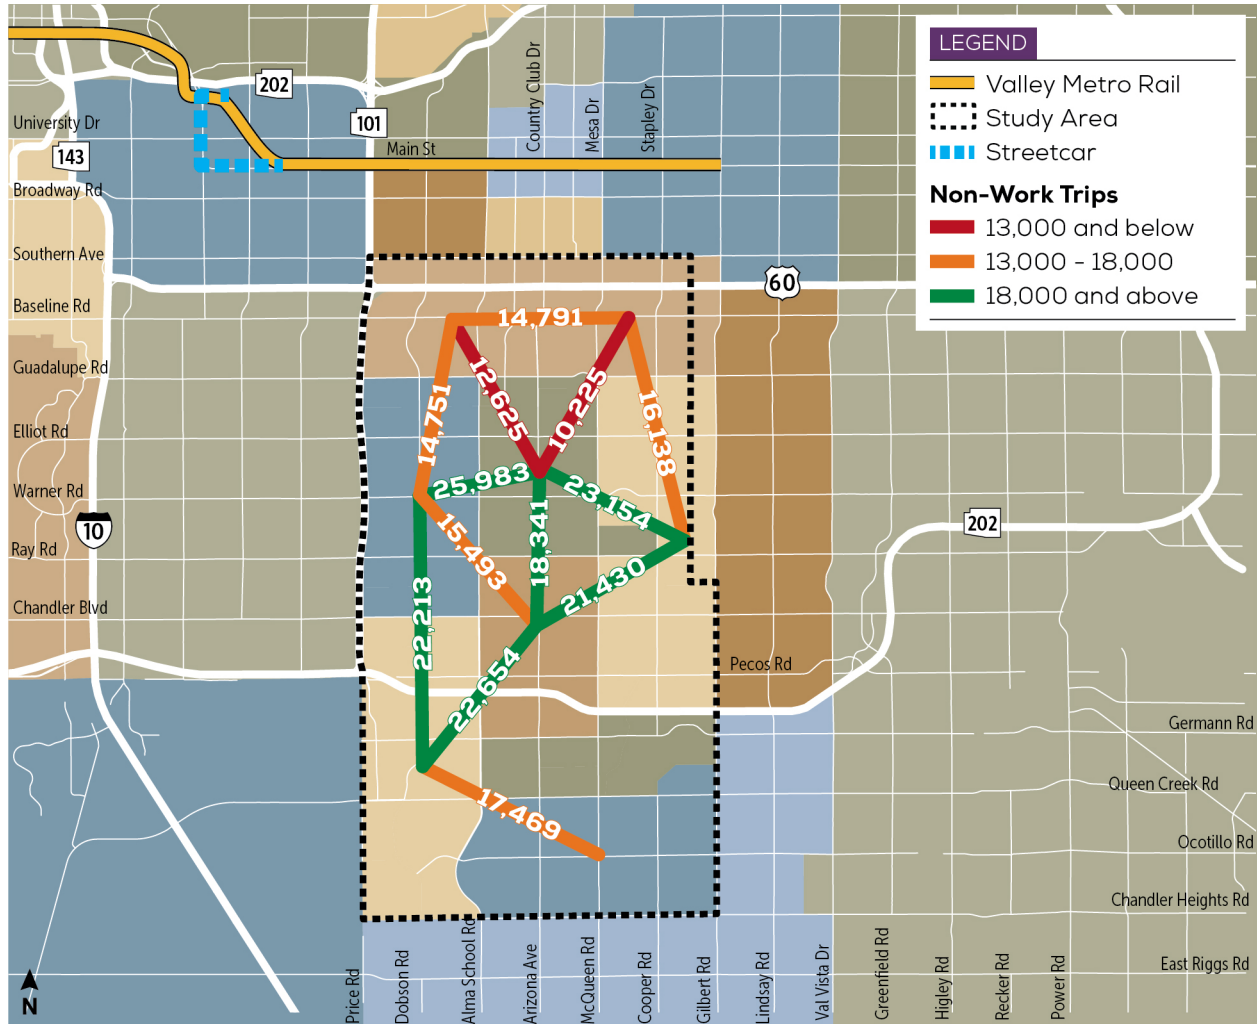 LEGEND
Valley Metro Rail
Study Area
Streetcar
Non-Work Trips
13,000 and below
13,000 - 18,000
18,000 and above
202
101
143
60
10
202
University Dr
Broadway Rd
Southern Ave
Baseline Rd
Guadalupe Rd
Elliot Rd
Warner Rd
Ray Rd
Chandler Blvd
Main St
Country Club Dr
Mesa Dr
Stapley Dr
14,791
12,625
10,225
14,751
16,138
25,983
23,154
15,493
18,341
21,430
22,213
22,654
17,469
Pecos Rd
Germann Rd
Queen Creek Rd
Ocotillo Rd
Chandler Heights Rd
East Riggs Rd
Price Rd
Dobson Rd
Alma School Rd
Arizona Ave
McQueen Rd
Cooper Rd
Gilbert Rd
Lindsay Rd
Val Vista Dr
Greenfield Rd
Higley Rd
Recker Rd
Power Rd
N